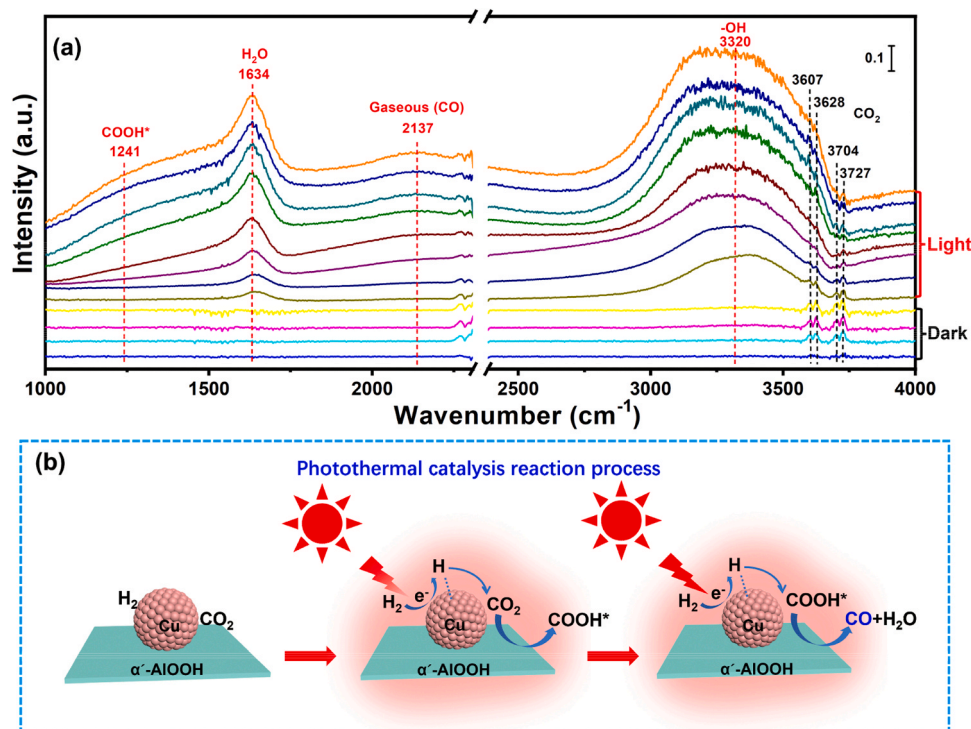 (a)
Intensity (a.u.)
COOH*
1241
H₂O
1634
Gaseous (CO)
2137
-OH
3320
3607
3628
CO₂
3704
3727
0.1
Light
Dark
1000
1500
2000
2500
3000
3500
4000
Wavenumber (cm⁻¹)
(b)
Photothermal catalysis reaction process
H₂
Cu
CO₂
α´-AlOOH
H
H₂
e⁻
Cu
CO₂
COOH*
α´-AlOOH
H
H₂
e⁻
Cu
COOH*
CO+H₂O
α´-AlOOH